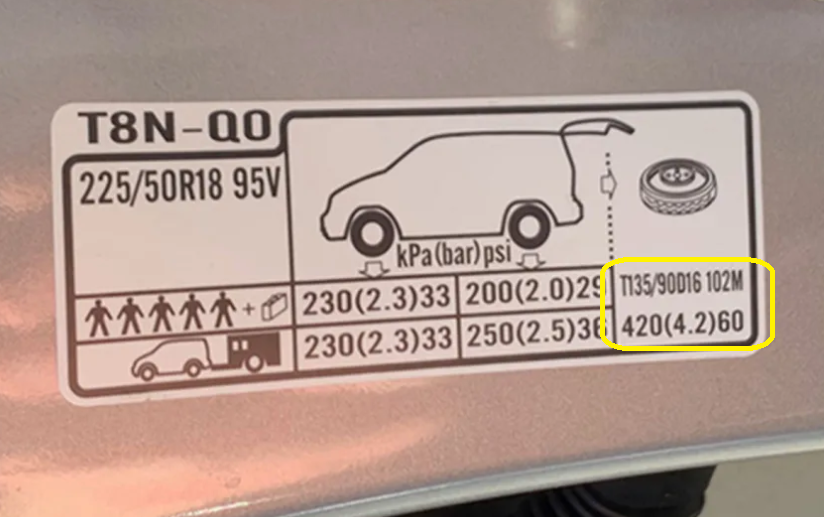 T8N-Q0
225/50R18 95V
kPa(bar)psi
T135/90D16 102M
+ 230(2.3)33 200(2.0)29 420(4.2)60
230(2.3)33 250(2.5)36